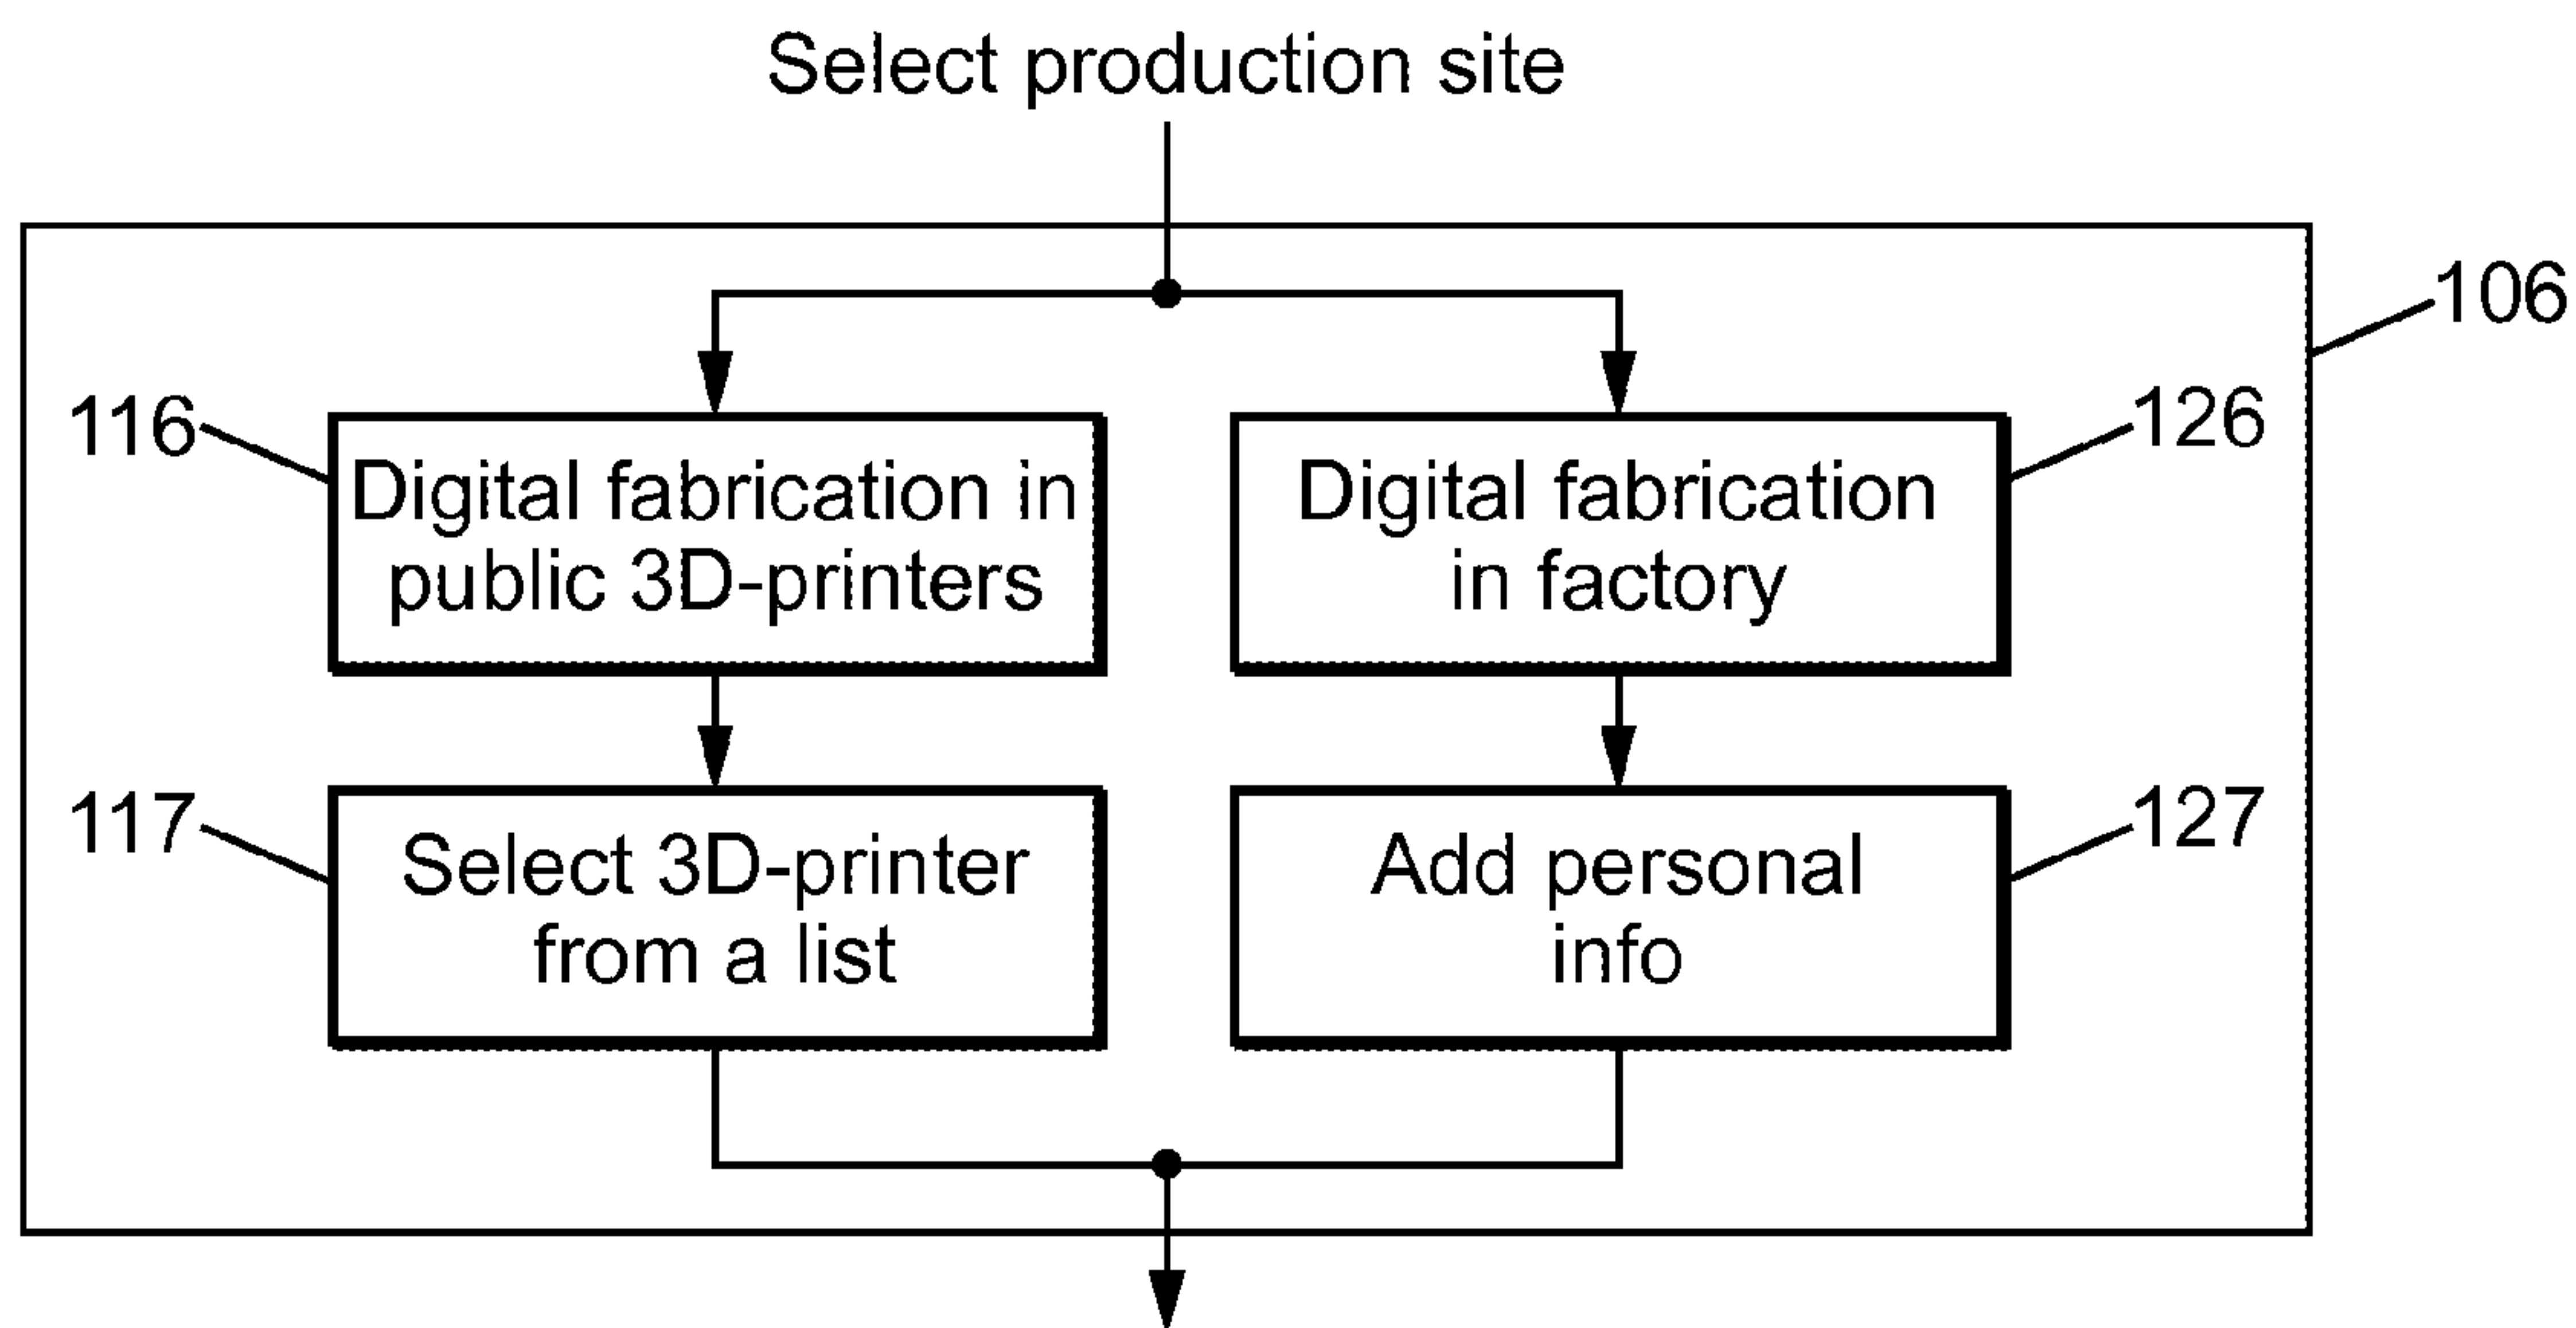 Select production site
106
116
Digital fabrication in
public 3D-printers
126
Digital fabrication
in factory
117
Select 3D-printer
from a list
127
Add personal
info